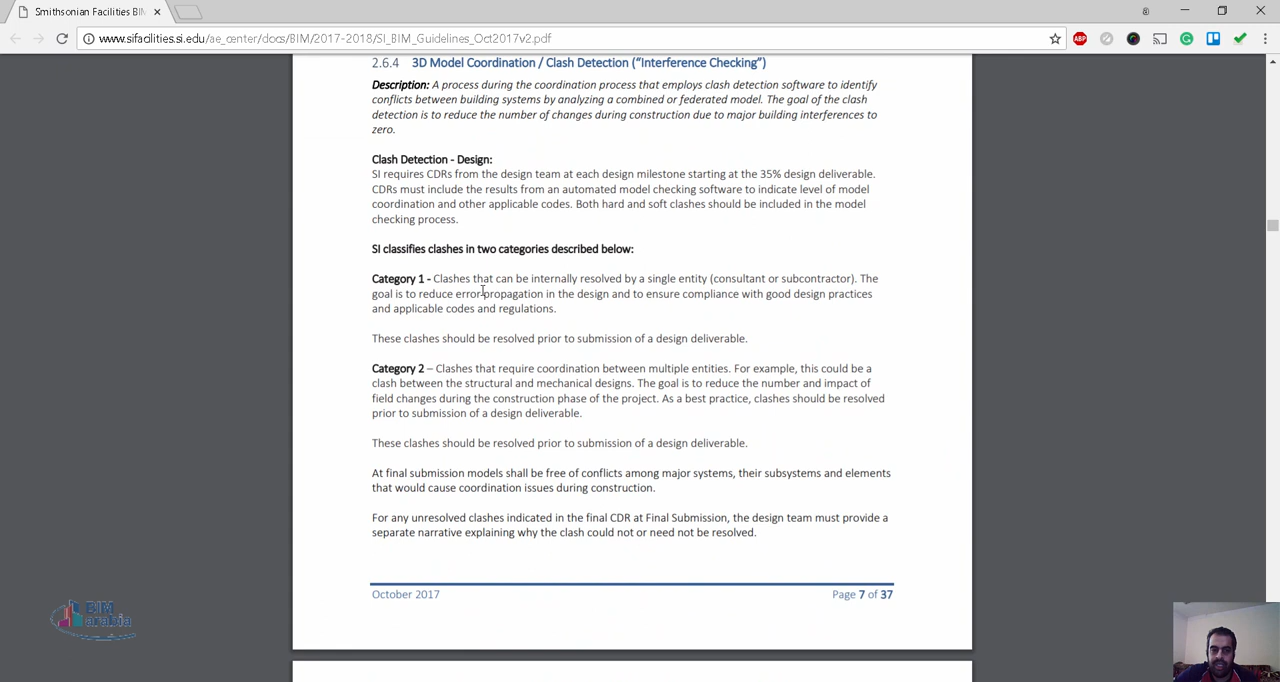 Smithsonian Facilities BIM
www.sifacilities.si.edu/ae_center/docs/BIM/2017-2018/SI_BIM_Guidelines_Oct2017v2.pdf
ABP
2.6.4 3D Model Coordination / Clash Detection (“Interference Checking”)
Description: A process during the coordination process that employs clash detection software to identify
conflicts between building systems by analyzing a combined or federated model. The goal of the clash
detection is to reduce the number of changes during construction due to major building interferences to
zero.
Clash Detection - Design:
SI requires CDRs from the design team at each design milestone starting at the 35% design deliverable.
CDRs must include the results from an automated model checking software to indicate level of model
coordination and other applicable codes. Both hard and soft clashes should be included in the model
checking process.
SI classifies clashes in two categories described below:
Category 1 - Clashes that can be internally resolved by a single entity (consultant or subcontractor). The
goal is to reduce error propagation in the design and to ensure compliance with good design practices
and applicable codes and regulations.
These clashes should be resolved prior to submission of a design deliverable.
Category 2 – Clashes that require coordination between multiple entities. For example, this could be a
clash between the structural and mechanical designs. The goal is to reduce the number and impact of
field changes during the construction phase of the project. As a best practice, clashes should be resolved
prior to submission of a design deliverable.
These clashes should be resolved prior to submission of a design deliverable.
At final submission models shall be free of conflicts among major systems, their subsystems and elements
that would cause coordination issues during construction.
For any unresolved clashes indicated in the final CDR at Final Submission, the design team must provide a
separate narrative explaining why the clash could not or need not be resolved.
October 2017 Page 7 of 37
BIM
arabia